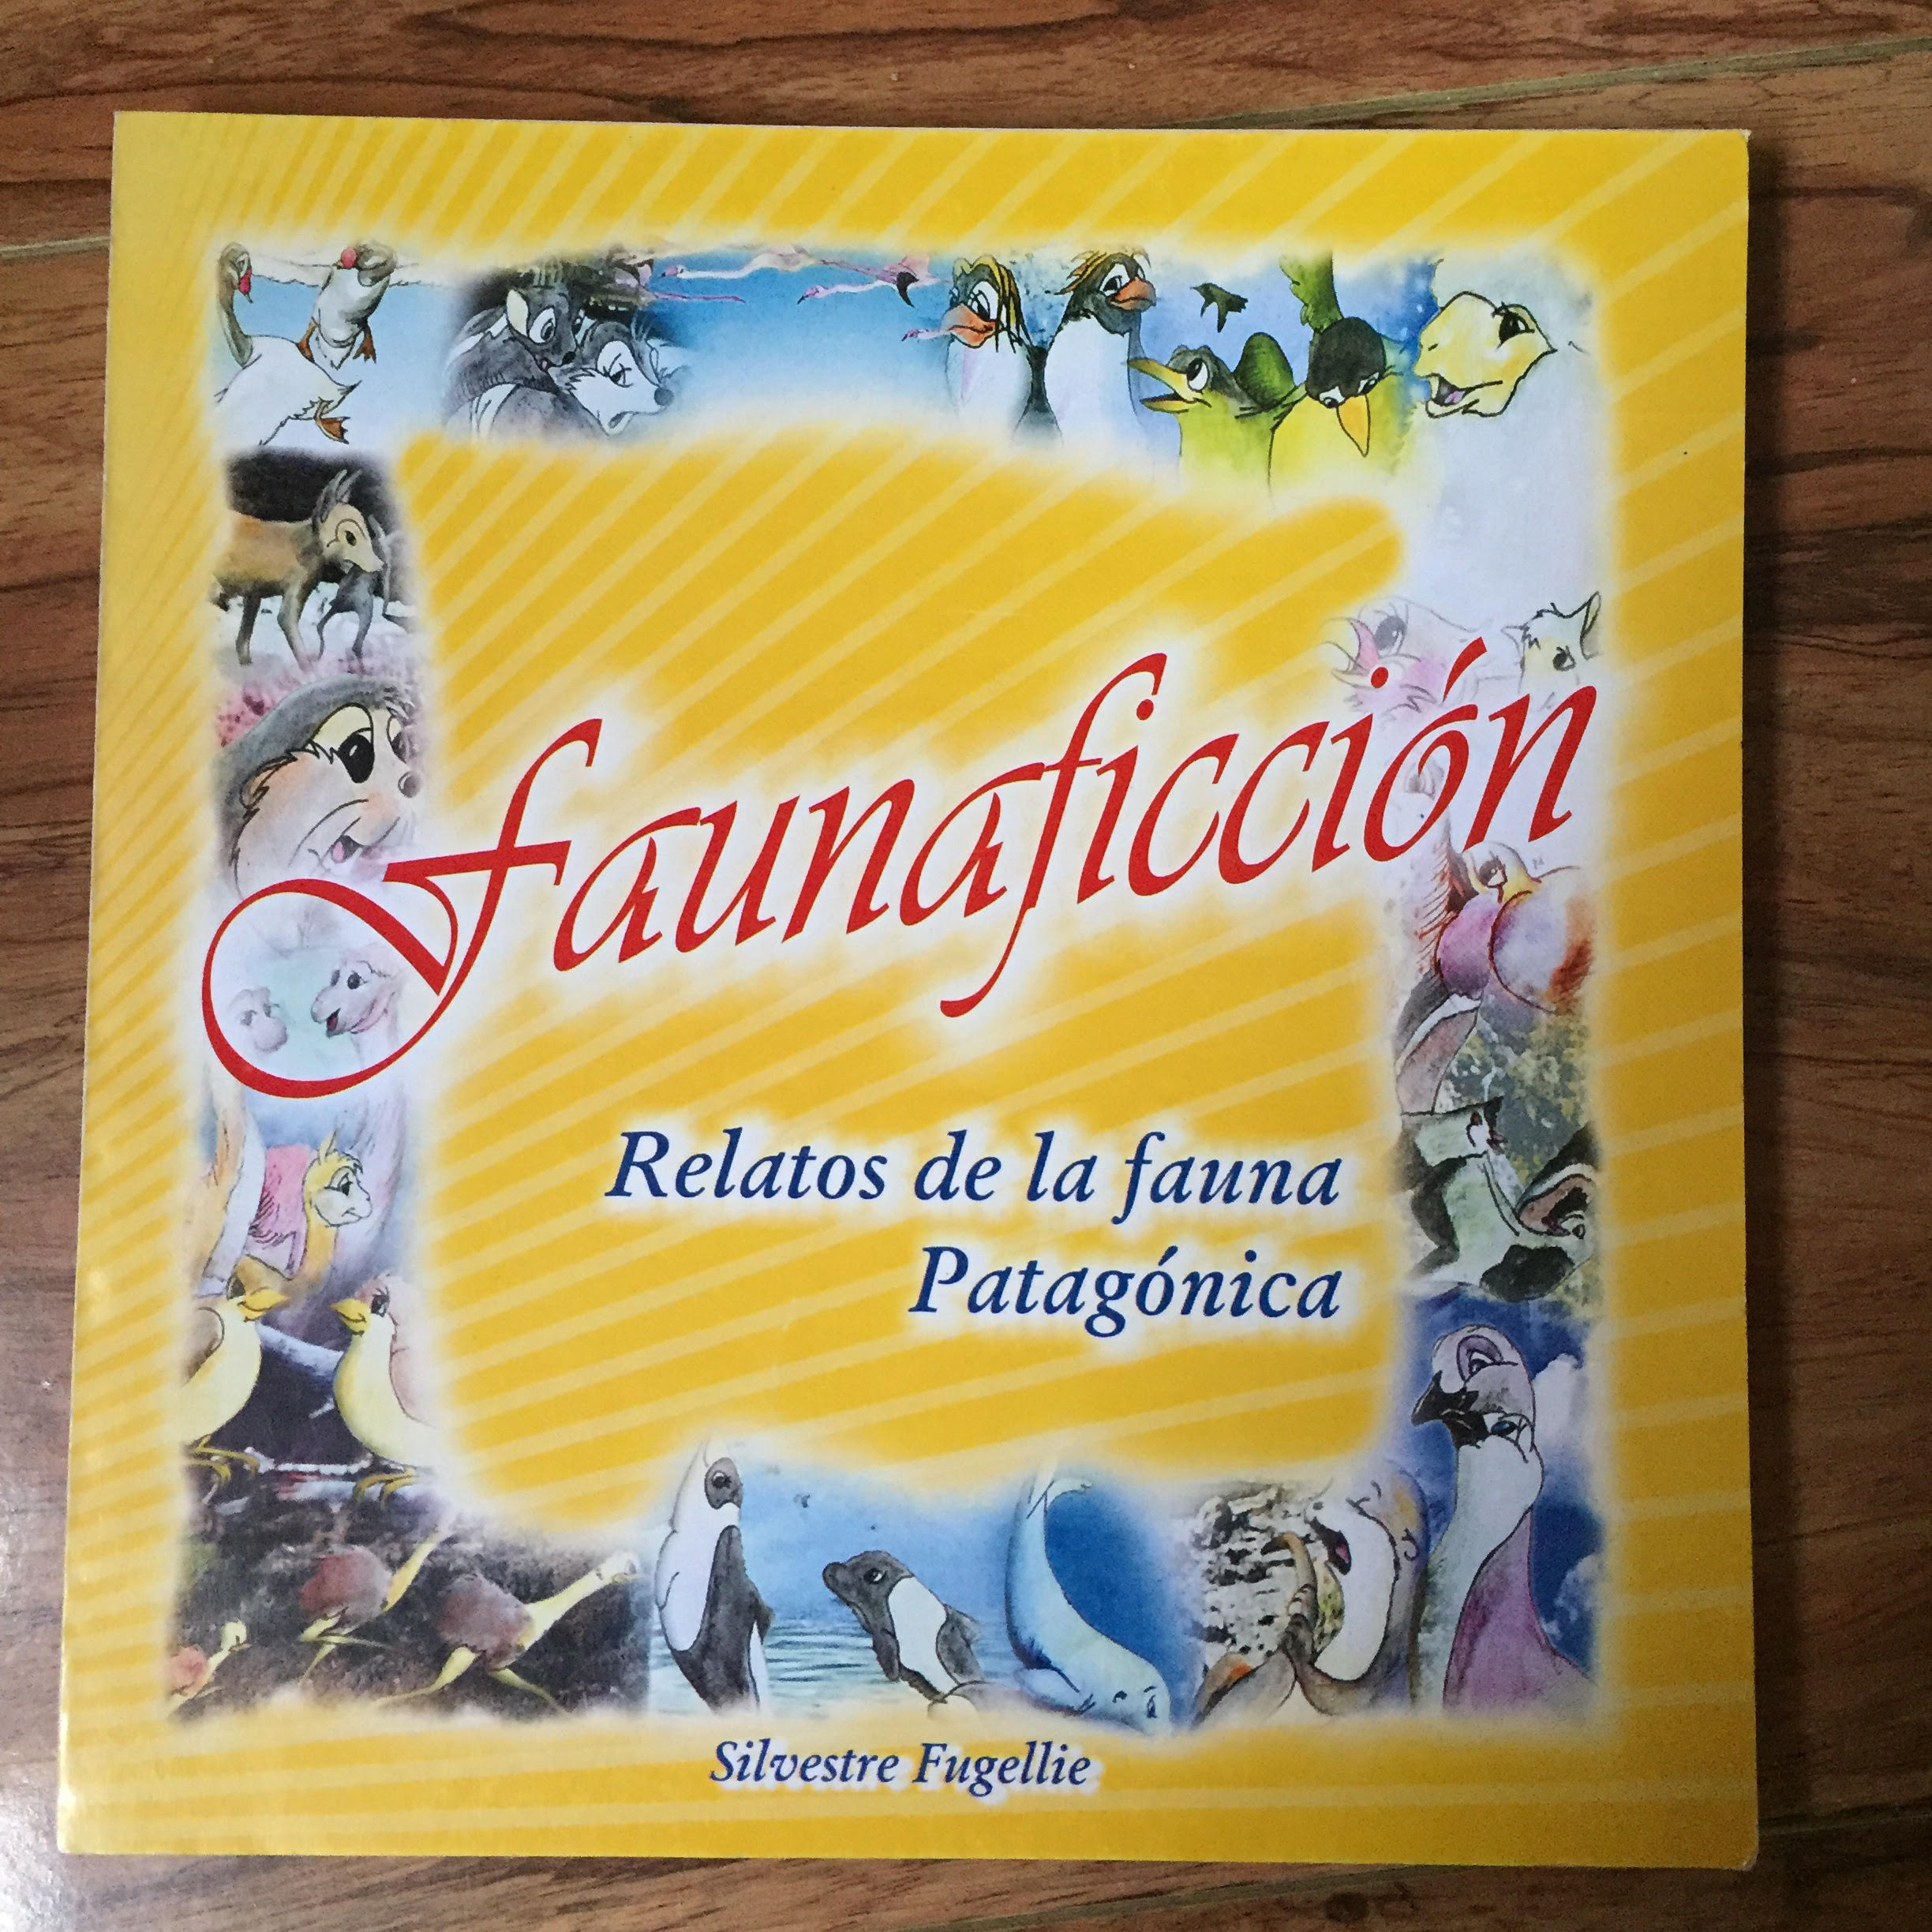 Faunaficción
Relatos de la fauna
Patagónica
Silvestre Fugellie